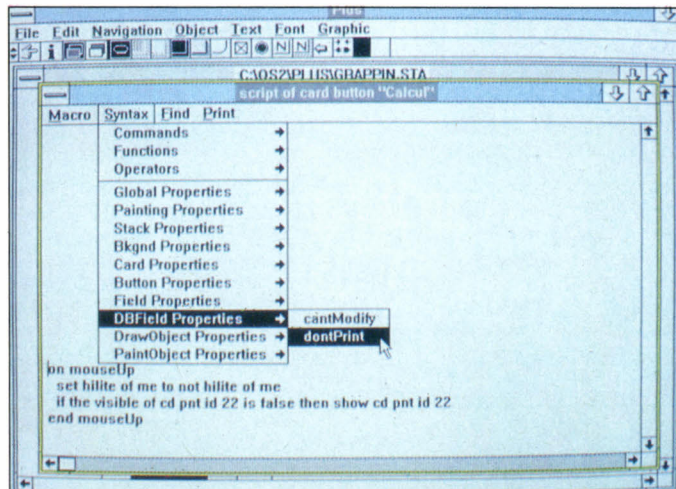 Plus
File Edit Navigation Object Text Font Graphic
C:\OS2\PLUS\GRAPPIN.STA
script of card button "Calcul"
Macro Syntax Find Print
Commands
Functions
Operators
Global Properties
Painting Properties
Stack Properties
Bkgnd Properties
Card Properties
Button Properties
Field Properties
DBField Properties
cantModify
DrawObject Properties
dontPrint
PaintObject Properties
on mouseUp
set hilite of me to not hilite of me
if the visible of cd pnt id 22 is false then show cd pnt id 22
end mouseUp